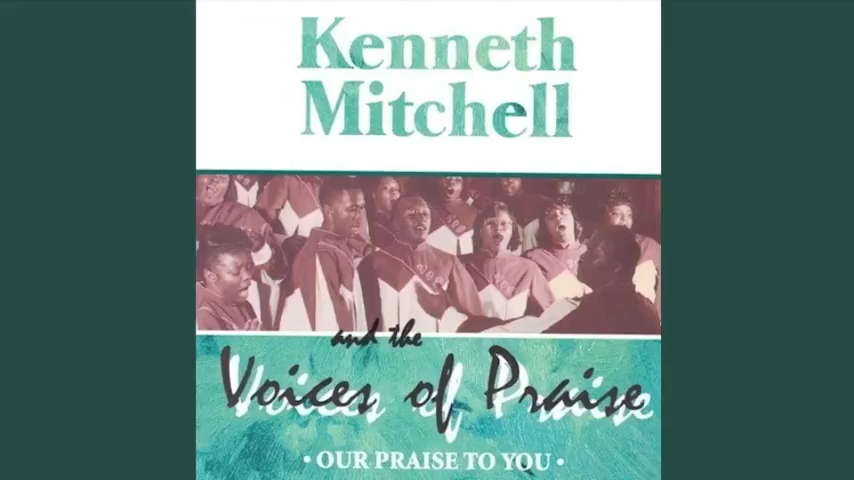 Kenneth
Mitchell
and the
Voices of Praise
• OUR PRAISE TO YOU •